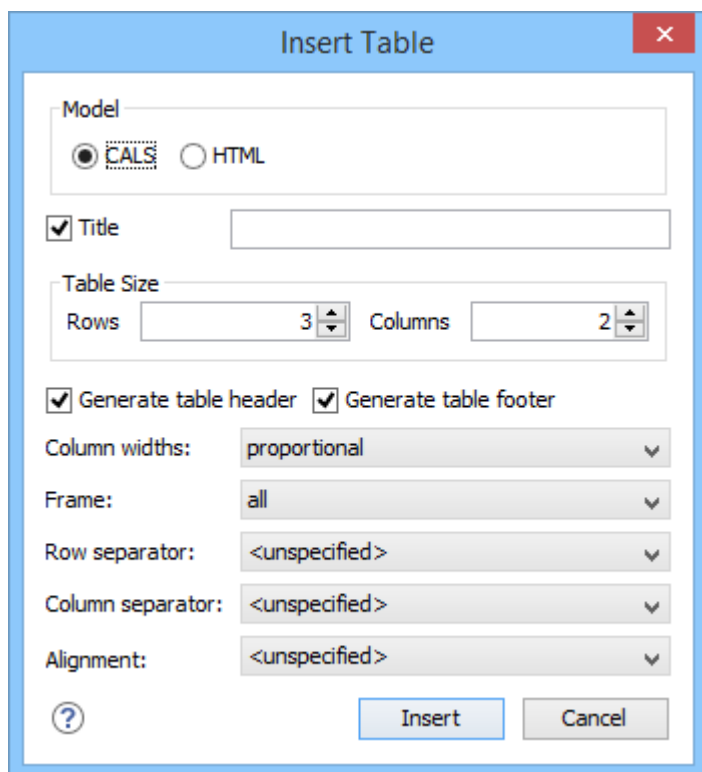 Insert Table
Model
CALS HTML
Title
Table Size
Rows 3 Columns 2
Generate table header Generate table footer
Column widths: proportional
Frame: all
Row separator: <unspecified>
Column separator: <unspecified>
Alignment: <unspecified>
? Insert Cancel